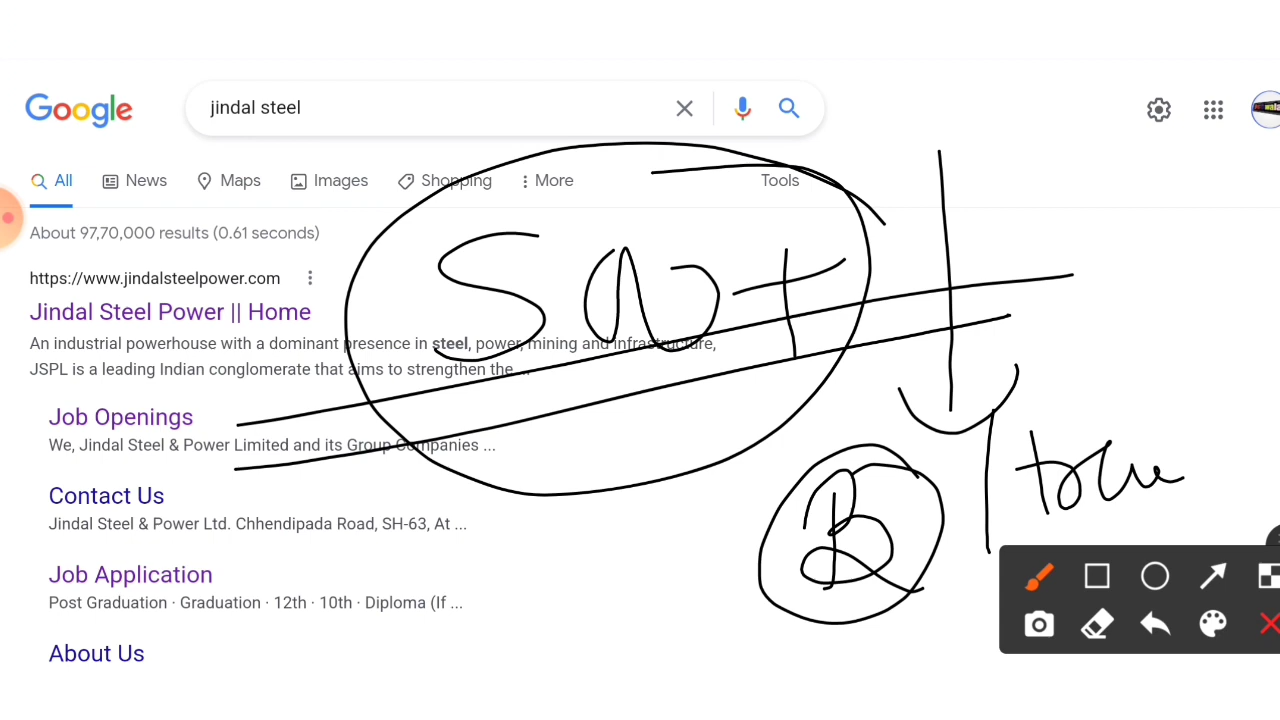 Google
jindal steel
All News Maps Images Shopping More Tools
About 97,70,000 results (0.61 seconds)
https://www.jindalsteelpower.com
Jindal Steel Power || Home
An industrial powerhouse with a dominant presence in steel, power, mining and infrastructure,
JSPL is a leading Indian conglomerate that aims to strengthen the ...
Job Openings
We, Jindal Steel & Power Limited and its Group Companies ...
Contact Us
Jindal Steel & Power Ltd. Chhendipada Road, SH-63, At ...
Job Application
Post Graduation · Graduation · 12th · 10th · Diploma (If ...
About Us
B